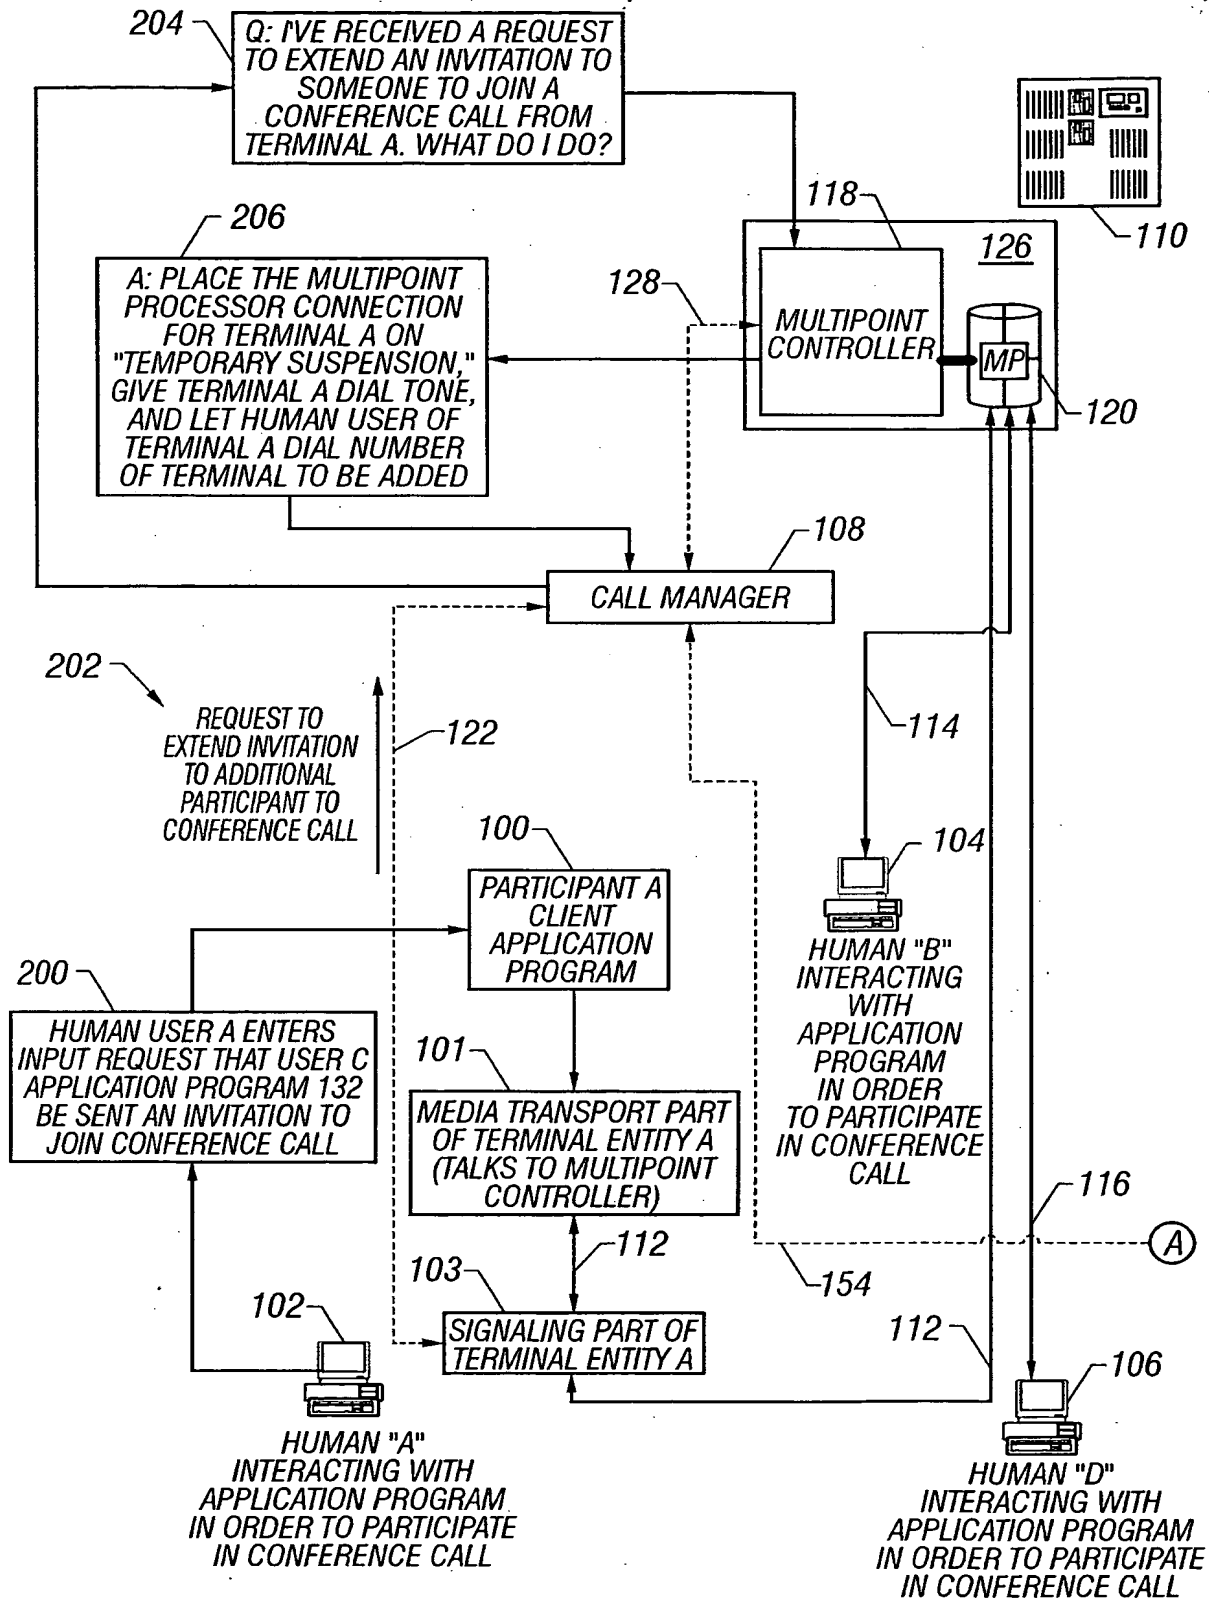 204
Q: I'VE RECEIVED A REQUEST
TO EXTEND AN INVITATION TO
SOMEONE TO JOIN A
CONFERENCE CALL FROM
TERMINAL A. WHAT DO I DO?
110
206
A: PLACE THE MULTIPOINT
PROCESSOR CONNECTION
FOR TERMINAL A ON
"TEMPORARY SUSPENSION,"
GIVE TERMINAL A DIAL TONE,
AND LET HUMAN USER OF
TERMINAL A DIAL NUMBER
OF TERMINAL TO BE ADDED
118
126
128
MULTIPOINT
CONTROLLER
MP
120
108
CALL MANAGER
202
REQUEST TO
EXTEND INVITATION
TO ADDITIONAL
PARTICIPANT TO
CONFERENCE CALL
122
114
100
PARTICIPANT A
CLIENT
APPLICATION
PROGRAM
104
HUMAN "B"
INTERACTING
WITH
APPLICATION
PROGRAM
IN ORDER
TO PARTICIPATE
IN CONFERENCE
CALL
200
HUMAN USER A ENTERS
INPUT REQUEST THAT USER C
APPLICATION PROGRAM 132
BE SENT AN INVITATION TO
JOIN CONFERENCE CALL
101
MEDIA TRANSPORT PART
OF TERMINAL ENTITY A
(TALKS TO MULTIPOINT
CONTROLLER)
116
A
154
112
103
SIGNALING PART OF
TERMINAL ENTITY A
112
102
HUMAN "A"
INTERACTING WITH
APPLICATION PROGRAM
IN ORDER TO PARTICIPATE
IN CONFERENCE CALL
106
HUMAN "D"
INTERACTING WITH
APPLICATION PROGRAM
IN ORDER TO PARTICIPATE
IN CONFERENCE CALL